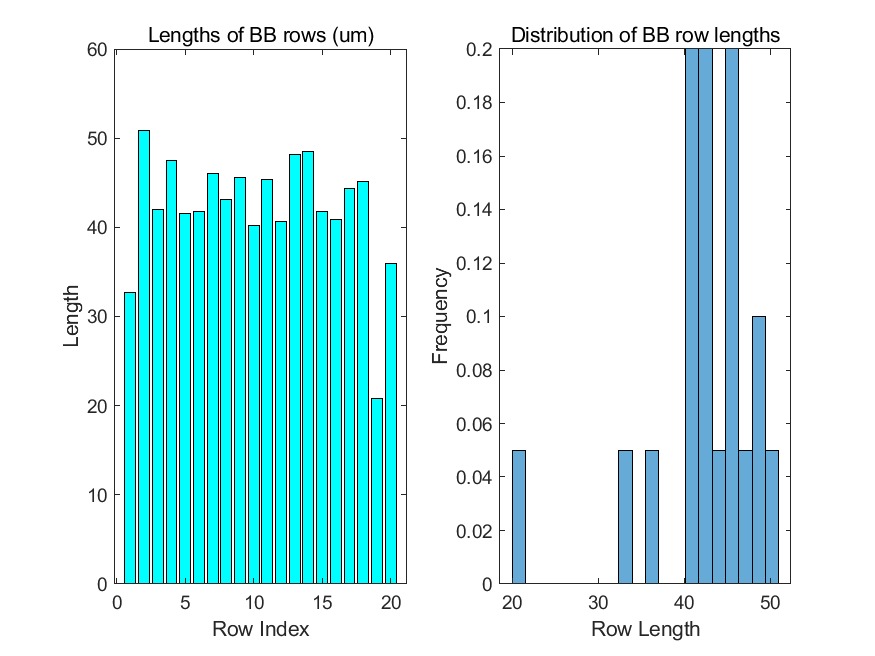 Lengths of BB rows (um)
60
50
40
30
20
10
0
Length
0 5 10 15 20
Row Index
Distribution of BB row lengths
0.2
0.18
0.16
0.14
0.12
0.1
0.08
0.06
0.04
0.02
0
Frequency
20 30 40 50
Row Length